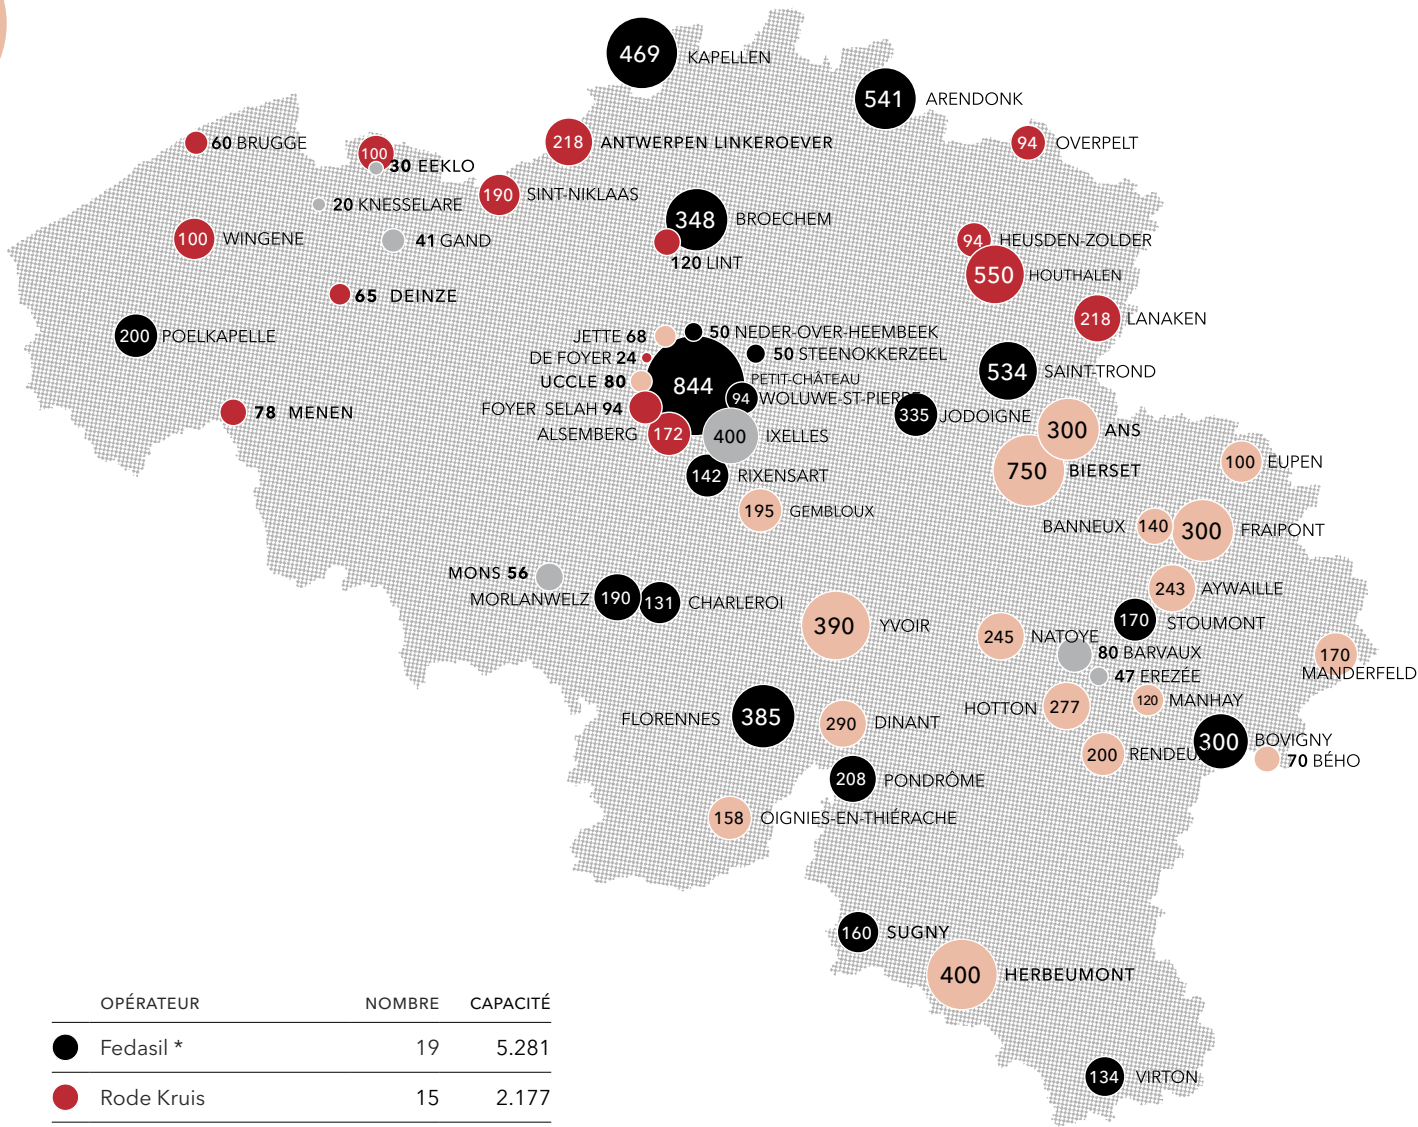 469 KAPELLEN
541 ARENDONK
60 BRUGGE
100
30 EEKLO
218 ANTWERPEN LINKEROEVER
94 OVERPELT
190 SINT-NIKLAAS
20 KNESSELARE
348 BROECHEM
100 WINGENE
41 GAND
94 HEUSDEN-ZOLDER
120 LINT
550 HOUTHALEN
65 DEINZE
218 LANAKEN
200 POELKAPELLE
JETTE 68
50 NEDER-OVER-HEEMBEEK
DE FOYER 24
50 STEENOKKERZEEL
UCCLE 80
844 PETIT-CHÂTEAU
534 SAINT-TROND
94 WOLUWE-ST-PIERRE
FOYER SELAH 94
78 MENEN
335 JODOIGNE
ALSEMBERG 172
400 IXELLES
300 ANS
750 BIERSET
100 EUPEN
142 RIXENSART
195 GEMBLOUX
BANNEUX 140
300 FRAIPONT
MONS 56
MORLANWELZ 190
131 CHARLEROI
243 AYWAILLE
170 STOUMONT
390 YVOIR
245 NATOYE
80 BARVAUX
170
MANDERFELD
47 EREZÉE
HOTTON 277
120 MANHAY
FLORENNES 385
290 DINANT
300 BOVIGNY
200 RENDEU
70 BÉHO
208 PONDRÔME
158 OIGNIES-EN-THIÉRACHE
160 SUGNY
400 HERBEUMONT
134 VIRTON
OPÉRATEUR NOMBRE CAPACITÉ
Fedasil * 19 5.281
Rode Kruis 15 2.177